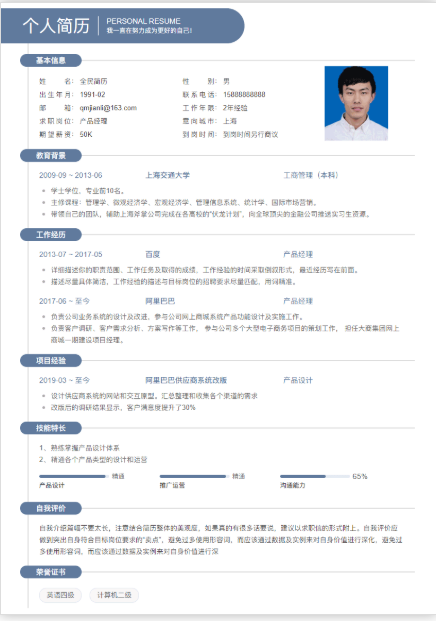 个人简历 PERSONAL RESUME
我一直在努力成为更好的自己！
基本信息
姓 名：全民简历 性 别：男
出生年月：1991-02 联系电话：15888888888
邮 箱：qmjianli@163.com 工作年限：2年经验
求职岗位：产品经理 意向城市：上海
期望薪资：50K 到岗时间：到岗时间另行商议
教育背景
2009-09 ~ 2013-06 上海交通大学 工商管理（本科）
学士学位，专业前10名。
主修课程：管理学、微观经济学、宏观经济学、管理信息系统、统计学、国际市场营销。
带领自己的团队，辅助上海斧掌公司完成在各高校的“伏龙计划”，向全球顶尖的金融公司推送实习生资源。
工作经历
2013-07 ~ 2017-05 百度 产品经理
详细描述你的职责范围、工作任务及取得的成绩，工作经验的时间采取倒叙形式，最近经历写在前面。
描述尽量具体简洁，工作经验的描述与目标岗位的招聘要求尽量匹配，用词精准。
2017-06 ~ 至今 阿里巴巴 产品经理
负责公司业务系统的设计及改进，参与公司网上商城系统产品功能设计及实施工作。
负责客户调研、客户需求分析、方案写作等工作， 参与公司多个大型电子商务项目的策划工作， 担任大商集团网上
商城一期建设项目经理。
项目经验
2019-03 ~ 至今 阿里巴巴供应商系统改版 产品设计
设计供应商系统的网站和交互原型。汇总整理和收集各个渠道的需求
改版后的调研结果显示，客户满意度提升了30%
技能特长
1、熟练掌握产品设计体系
2、精通各个产品类型的设计和运营
精通 精通 65%
产品设计 推广运营 沟通能力
自我评价
自我介绍篇幅不要太长，注意结合简历整体的美观度，如果真的有很多话要说，建议以求职信的形式附上。自我评价应
做到突出自身符合目标岗位要求的“卖点”，避免过多使用形容词，而应该通过数据及实例来对自身价值进行深化，避免过
多使用形容词，而应该通过数据及实例来对自身价值进行深
荣誉证书
英语四级 计算机二级